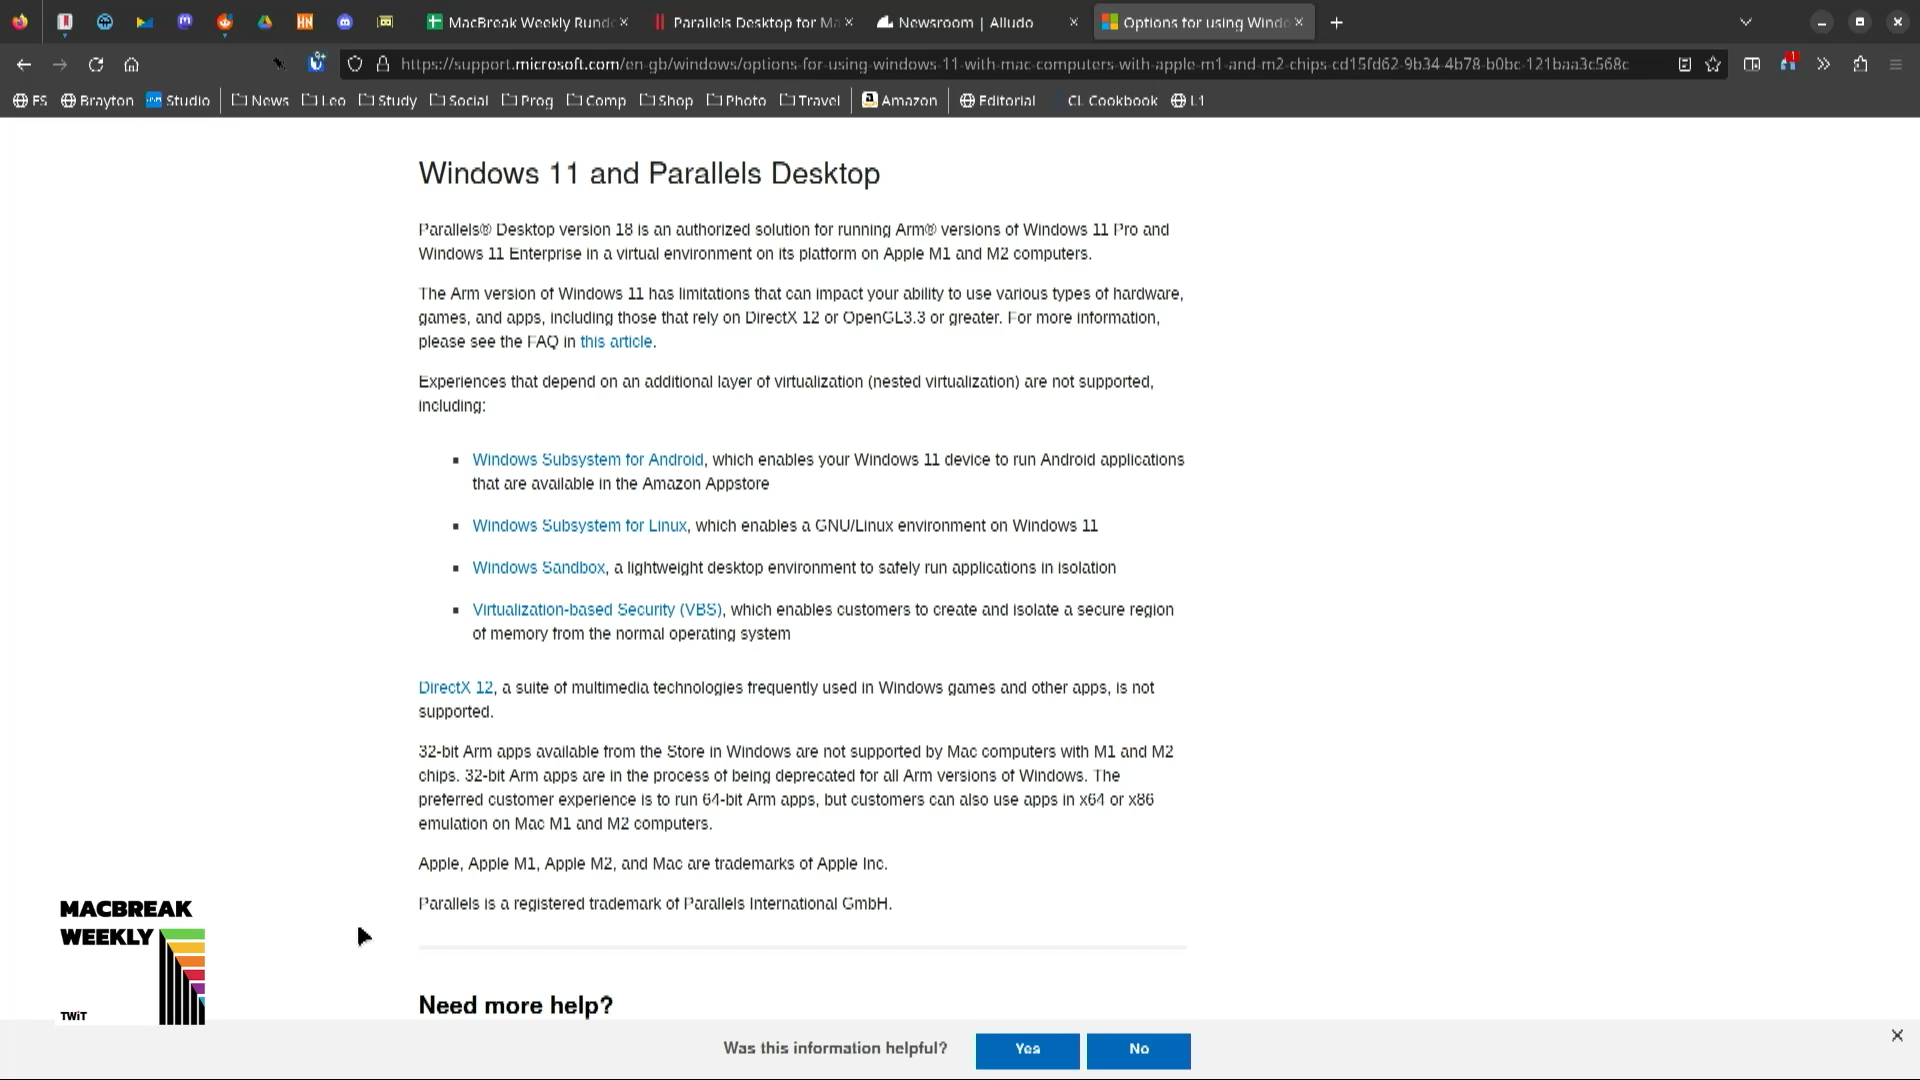 MacBreak Weekly Rund
Parallels Desktop for Ma
Newsroom | Alludo
Options for using Windo
https://support.microsoft.com/en-gb/windows/options-for-using-windows-11-with-mac-computers-with-apple-m1-and-m2-chips-cd15fd62-9b34-4b78-b0bc-121baa3c568c
FS Brayton Studio News Leo Study Social Prog Comp Shop Photo Travel Amazon Editorial CL Cookbook L1
Windows 11 and Parallels Desktop
Parallels® Desktop version 18 is an authorized solution for running Arm® versions of Windows 11 Pro and
Windows 11 Enterprise in a virtual environment on its platform on Apple M1 and M2 computers.
The Arm version of Windows 11 has limitations that can impact your ability to use various types of hardware,
games, and apps, including those that rely on DirectX 12 or OpenGL3.3 or greater. For more information,
please see the FAQ in this article.
Experiences that depend on an additional layer of virtualization (nested virtualization) are not supported,
including:
Windows Subsystem for Android, which enables your Windows 11 device to run Android applications
that are available in the Amazon Appstore
Windows Subsystem for Linux, which enables a GNU/Linux environment on Windows 11
Windows Sandbox, a lightweight desktop environment to safely run applications in isolation
Virtualization-based Security (VBS), which enables customers to create and isolate a secure region
of memory from the normal operating system
DirectX 12, a suite of multimedia technologies frequently used in Windows games and other apps, is not
supported.
32-bit Arm apps available from the Store in Windows are not supported by Mac computers with M1 and M2
chips. 32-bit Arm apps are in the process of being deprecated for all Arm versions of Windows. The
preferred customer experience is to run 64-bit Arm apps, but customers can also use apps in x64 or x86
emulation on Mac M1 and M2 computers.
Apple, Apple M1, Apple M2, and Mac are trademarks of Apple Inc.
Parallels is a registered trademark of Parallels International GmbH.
MACBREAK
WEEKLY
TWiT
Need more help?
Was this information helpful?
Yes
No